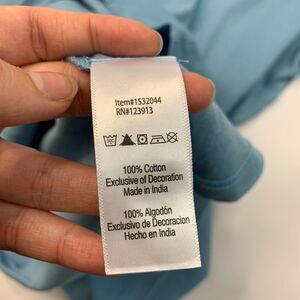 Item#1532044
RN#123913
100% Cotton
Exclusive of Decoration
Made in India
100% Algodón
Exclusivo de Decoracion
Hecho en India